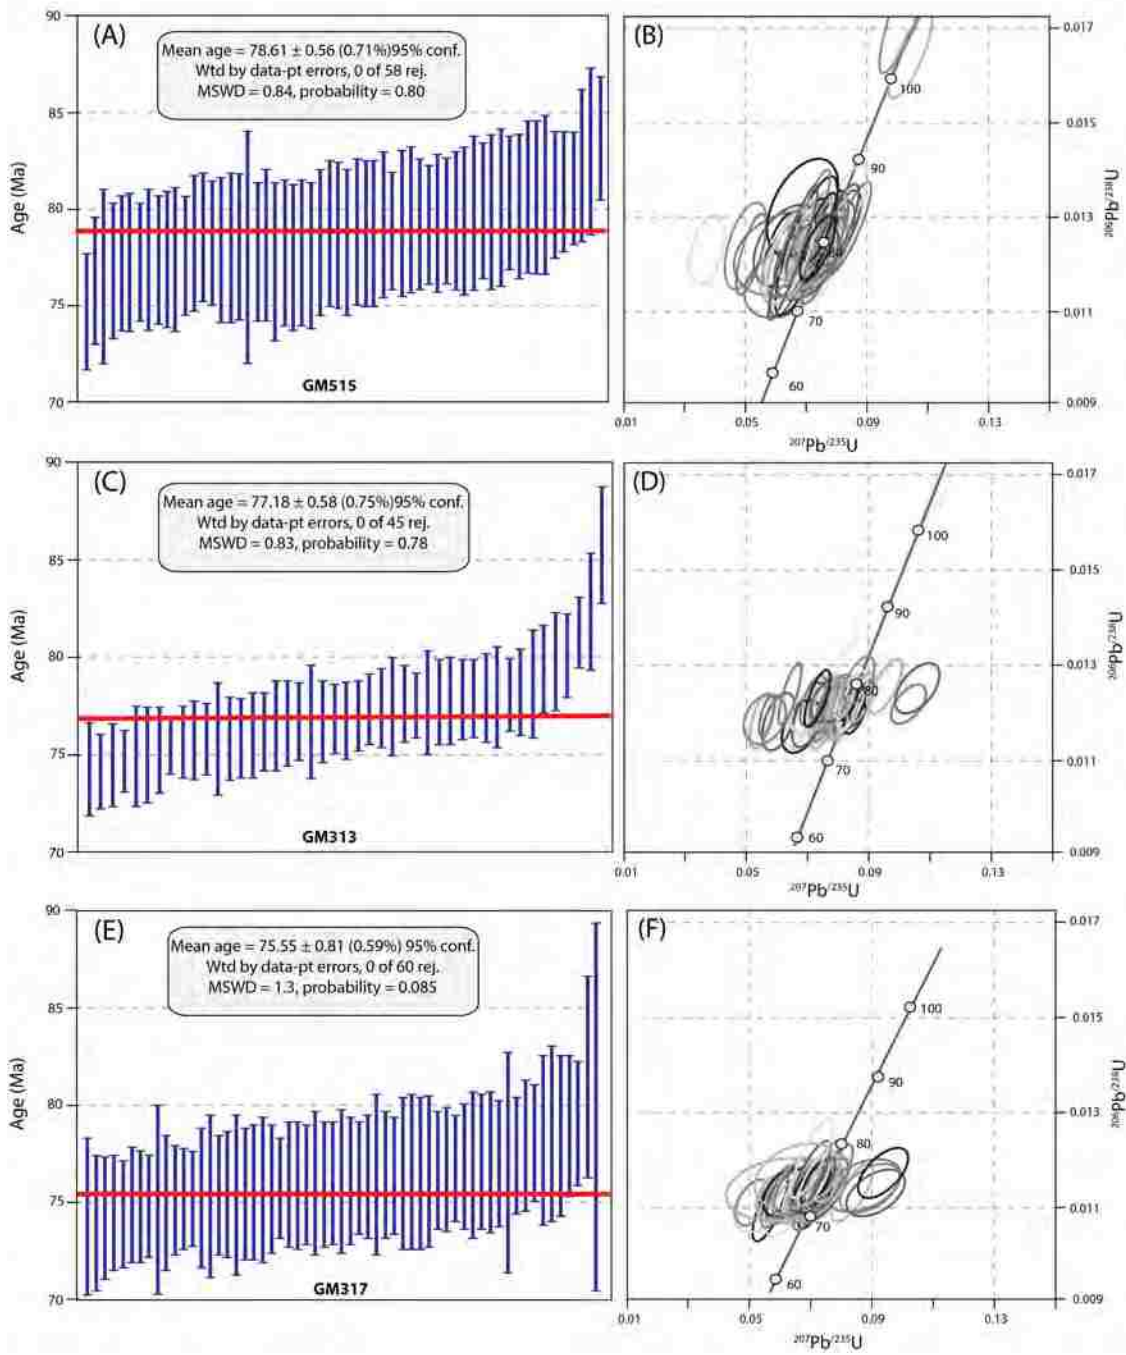 (A)
Mean age = 78.61 ± 0.56 (0.71%)95% conf.
Wtd by data-pt errors, 0 of 58 rej.
MSWD = 0.84, probability = 0.80
90
85
80
75
70
Age (Ma)
GM515
(B)
100
90
70
60
0.017
0.015
0.013
0.011
0.009
206Pb/238U
0.01
0.05
0.09
0.13
207Pb/235U
(C)
Mean age = 77.18 ± 0.58 (0.75%)95% conf.
Wtd by data-pt errors, 0 of 45 rej.
MSWD = 0.83, probability = 0.78
90
85
80
75
70
Age (Ma)
GM313
(D)
100
90
80
70
60
0.017
0.015
0.013
0.011
0.009
206Pb/238U
0.01
0.05
0.09
0.13
207Pb/235U
(E)
Mean age = 75.55 ± 0.81 (0.59%) 95% conf.
Wtd by data-pt errors, 0 of 60 rej.
MSWD = 1.3, probability = 0.085
90
85
80
75
70
Age (Ma)
GM317
(F)
100
90
80
70
60
0.017
0.015
0.013
0.011
0.009
206Pb/238U
0.01
0.05
0.09
0.13
207Pb/235U